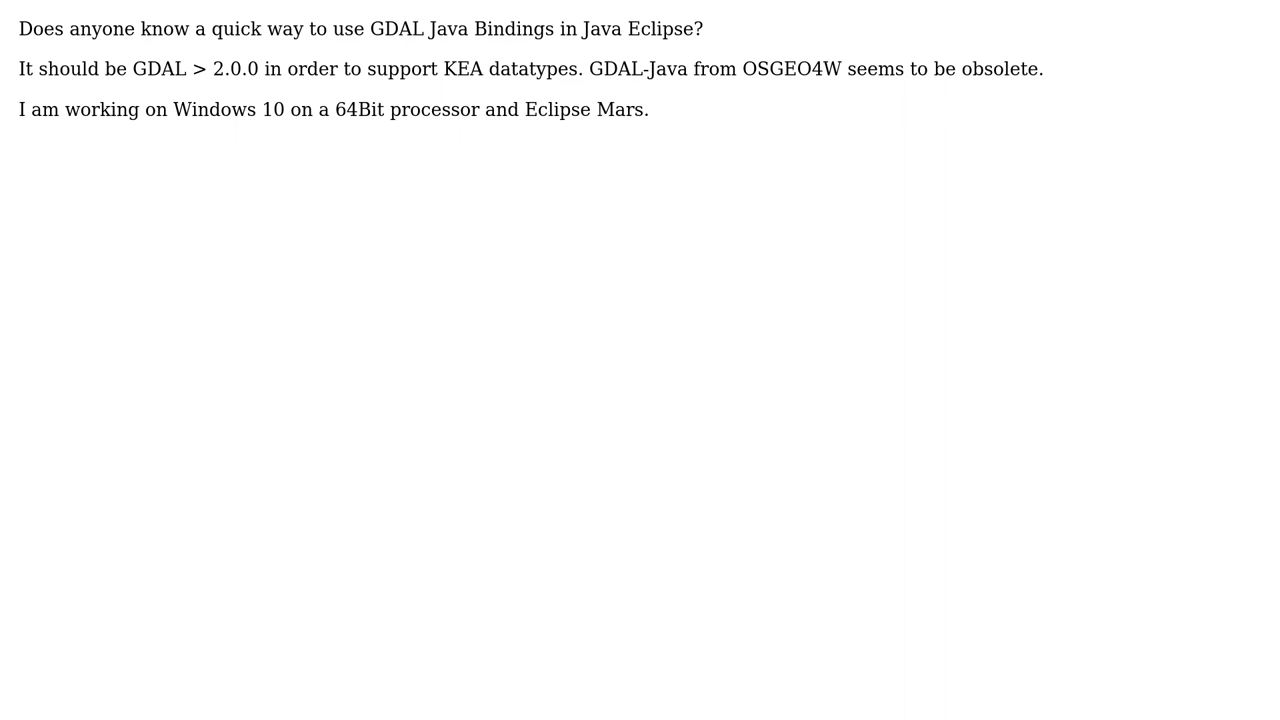 Does anyone know a quick way to use GDAL Java Bindings in Java Eclipse?
It should be GDAL > 2.0.0 in order to support KEA datatypes. GDAL-Java from OSGEO4W seems to be obsolete.
I am working on Windows 10 on a 64Bit processor and Eclipse Mars.